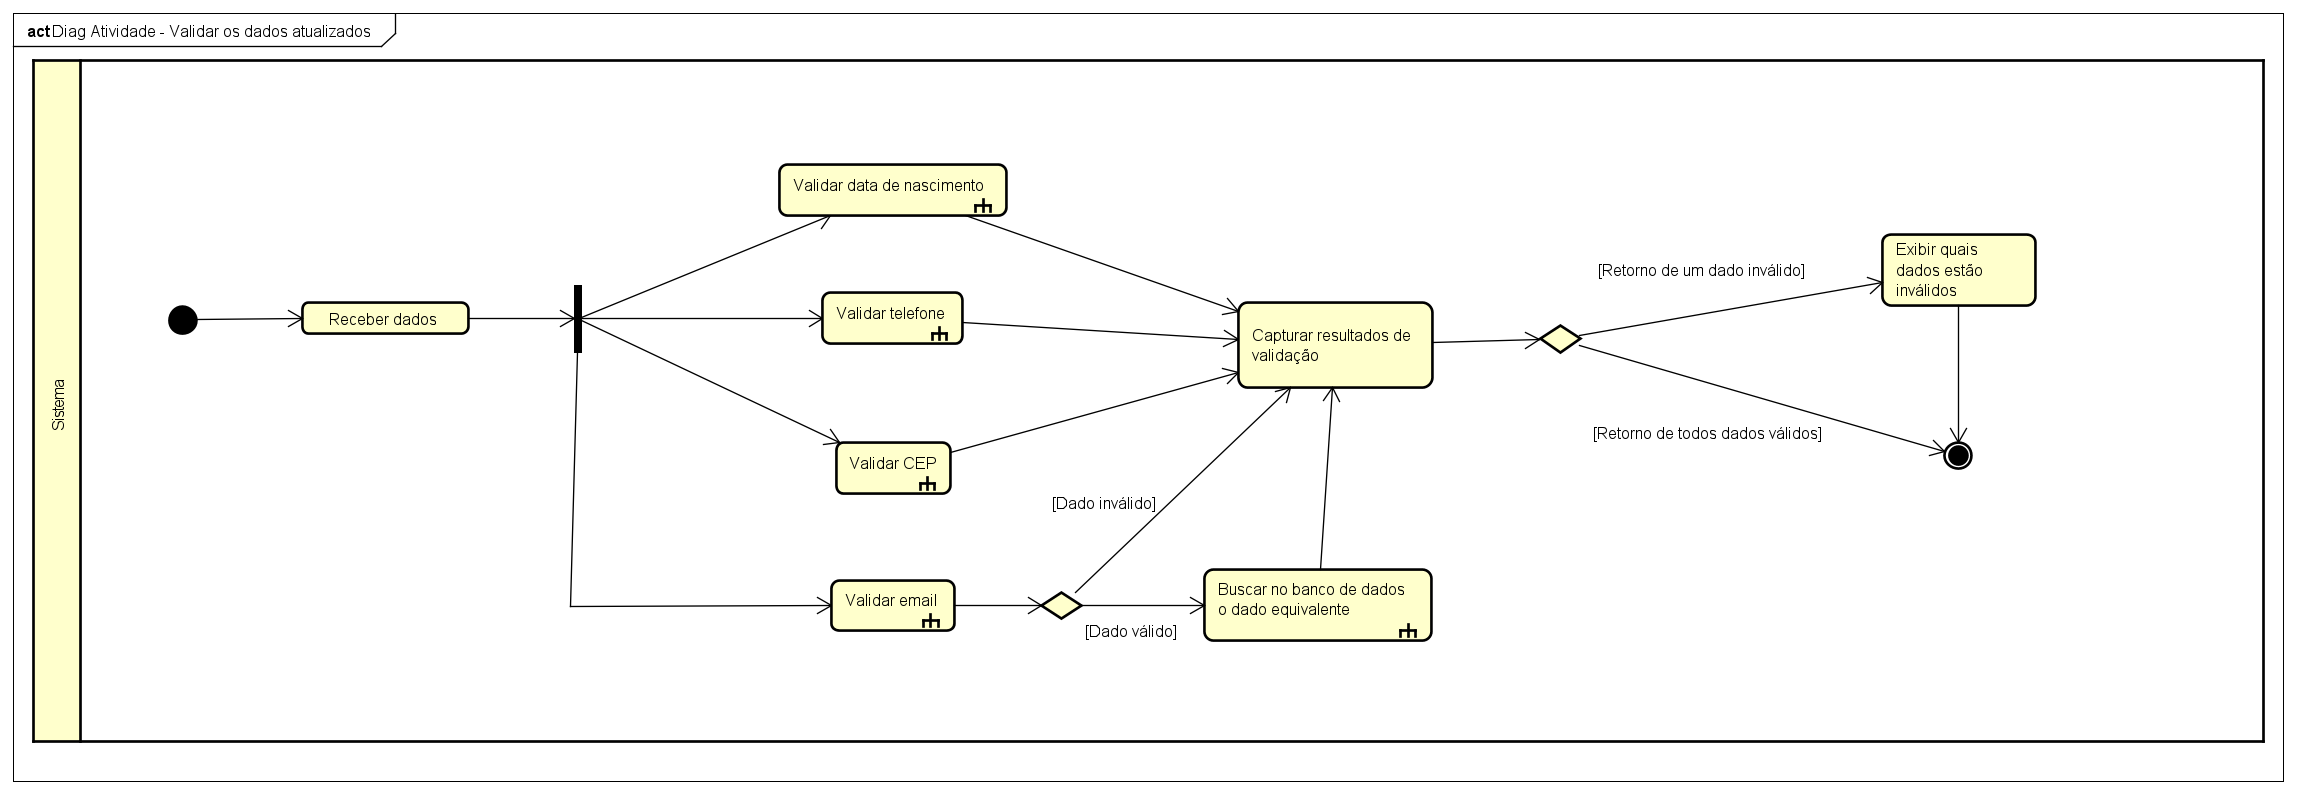 act Diag Atividade - Validar os dados atualizados
Sistema
Receber dados
Validar data de nascimento
Validar telefone
Validar CEP
Validar email
[Dado inválido]
[Dado válido]
Buscar no banco de dados
o dado equivalente
Capturar resultados de
validação
[Retorno de um dado inválido]
[Retorno de todos dados válidos]
Exibir quais
dados estão
inválidos